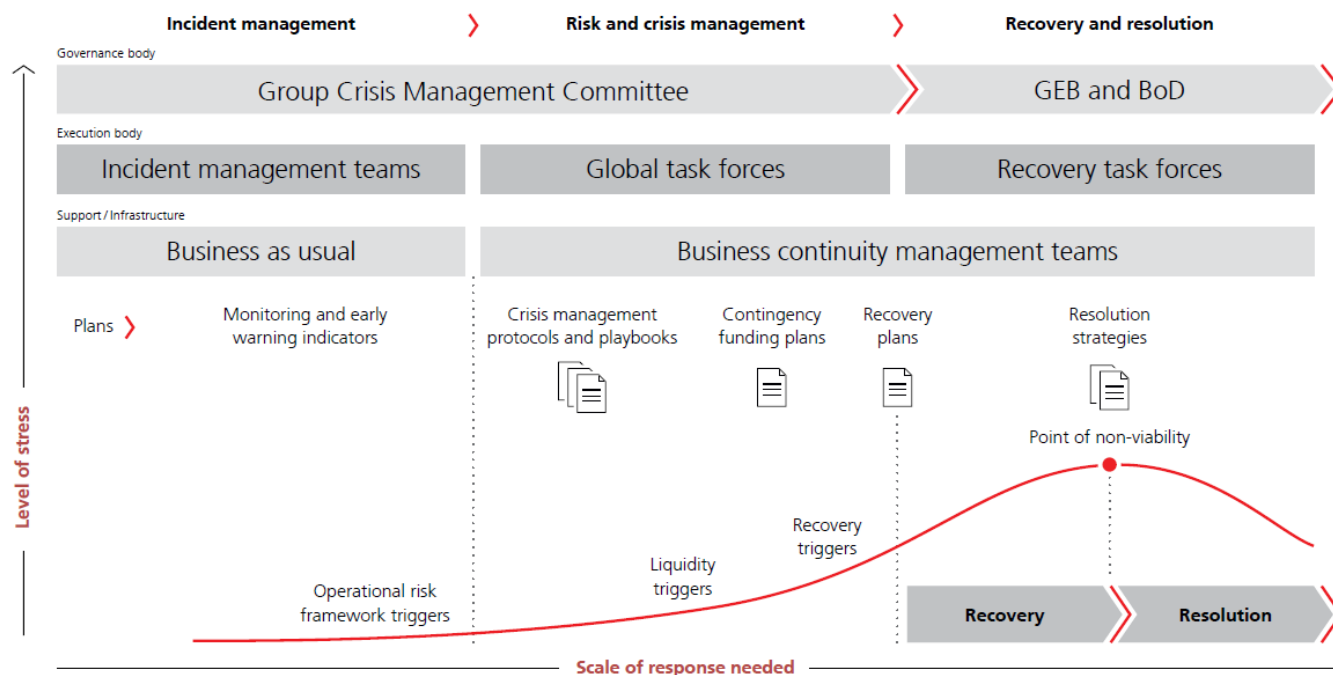 Incident management
Risk and crisis management
Recovery and resolution
Governance body
Group Crisis Management Committee
GEB and BoD
Execution body
Incident management teams
Global task forces
Recovery task forces
Support / Infrastructure
Business as usual
Business continuity management teams
Plans
Monitoring and early
warning indicators
Crisis management
protocols and playbooks
Contingency
funding plans
Recovery
plans
Resolution
strategies
Level of stress
Point of non-viability
Recovery
triggers
Liquidity
triggers
Operational risk
framework triggers
Recovery
Resolution
Scale of response needed